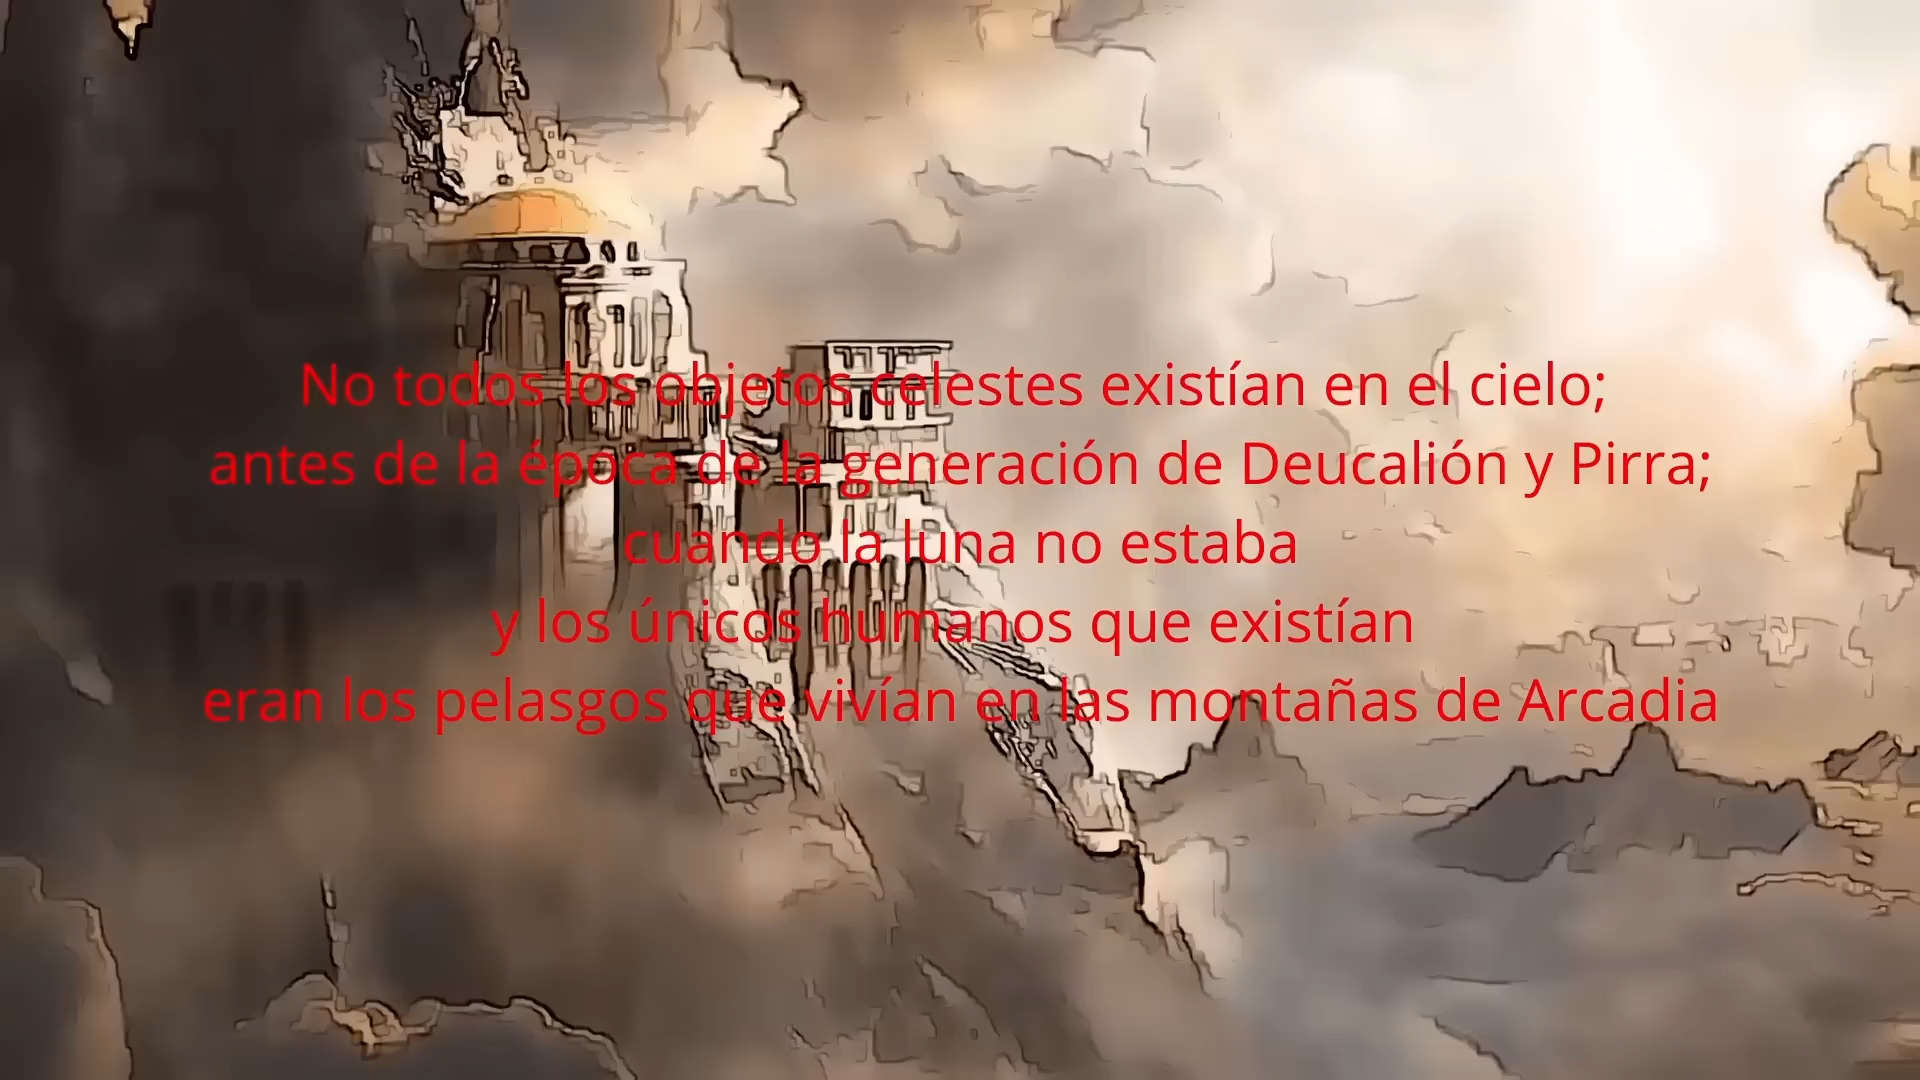 No todos los objetos celestes existían en el cielo;
antes de la época de la generación de Deucalión y Pirra;
cuando la luna no estaba
y los únicos humanos que existían
eran los pelasgos que vivían en las montañas de Arcadia